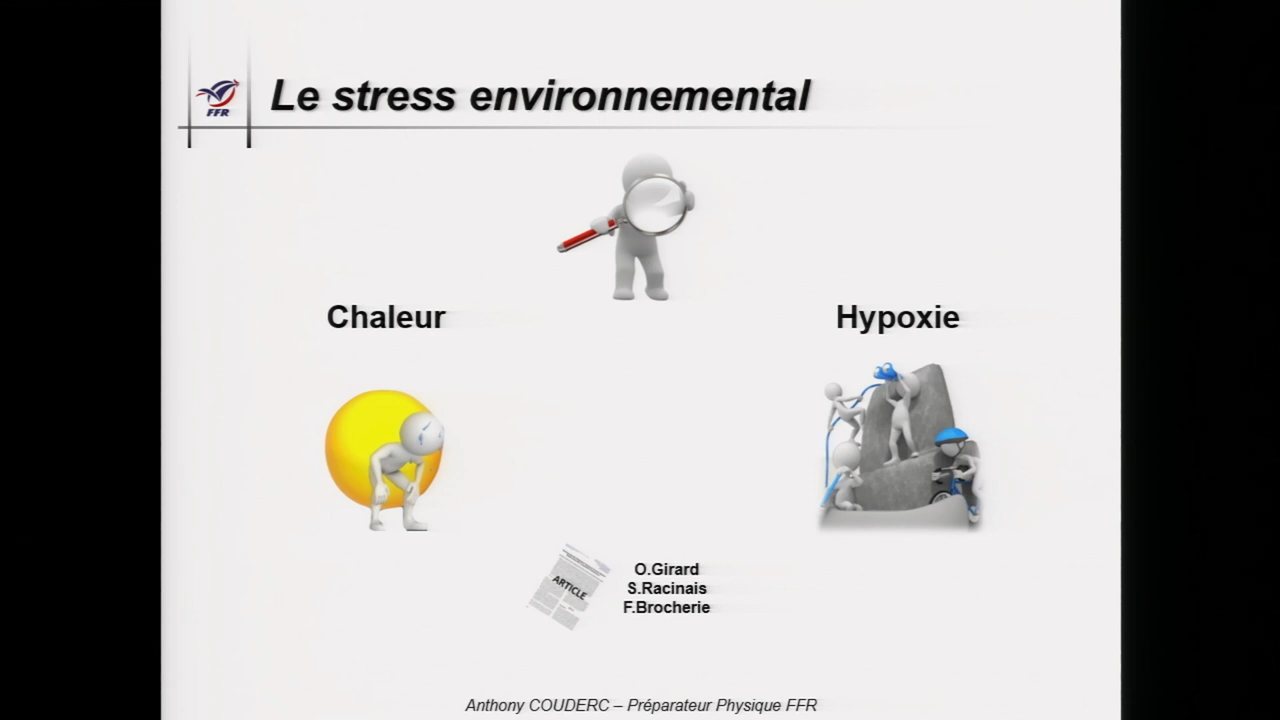 FFR
Le stress environnemental
Chaleur
Hypoxie
ARTICLE
O.Girard
S.Racinais
F.Brocherie
Anthony COUDERC – Préparateur Physique FFR